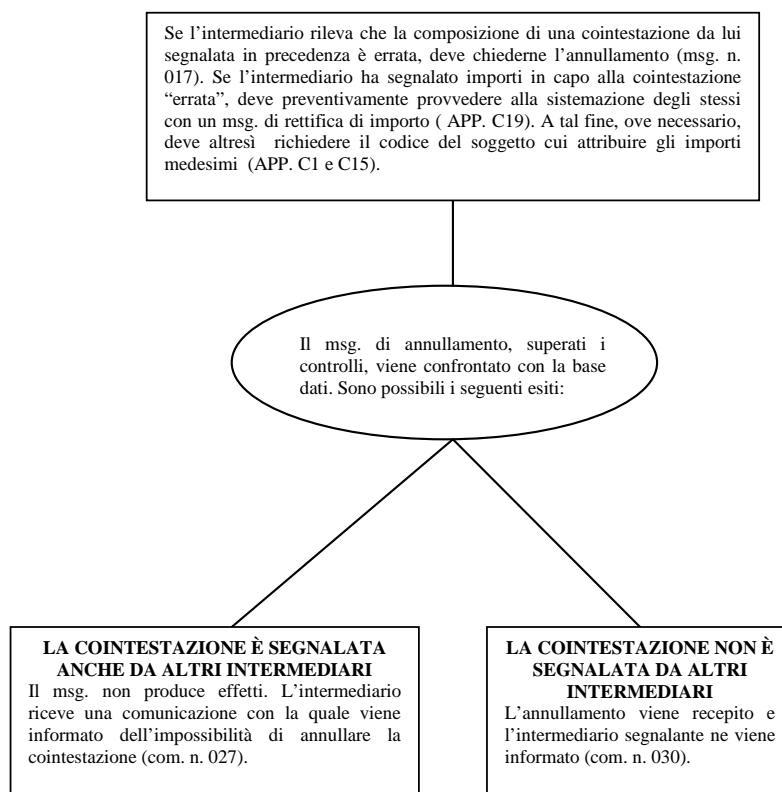 Se l’intermediario rileva che la composizione di una cointestazione da lui
segnalata in precedenza è errata, deve chiederne l’annullamento (msg. n.
017). Se l’intermediario ha segnalato importi in capo alla cointestazione
“errata”, deve preventivamente provvedere alla sistemazione degli stessi
con un msg. di rettifica di importo ( APP. C19). A tal fine, ove necessario,
deve altresì richiedere il codice del soggetto cui attribuire gli importi
medesimi (APP. C1 e C15).
Il msg. di annullamento, superati i
controlli, viene confrontato con la base
dati. Sono possibili i seguenti esiti:
LA COINTESTAZIONE È SEGNALATA
ANCHE DA ALTRI INTERMEDIARI
Il msg. non produce effetti. L’intermediario
riceve una comunicazione con la quale viene
informato dell’impossibilità di annullare la
cointestazione (com. n. 027).
LA COINTESTAZIONE NON È
SEGNALATA DA ALTRI
INTERMEDIARI
L’annullamento viene recepito e
l’intermediario segnalante ne viene
informato (com. n. 030).